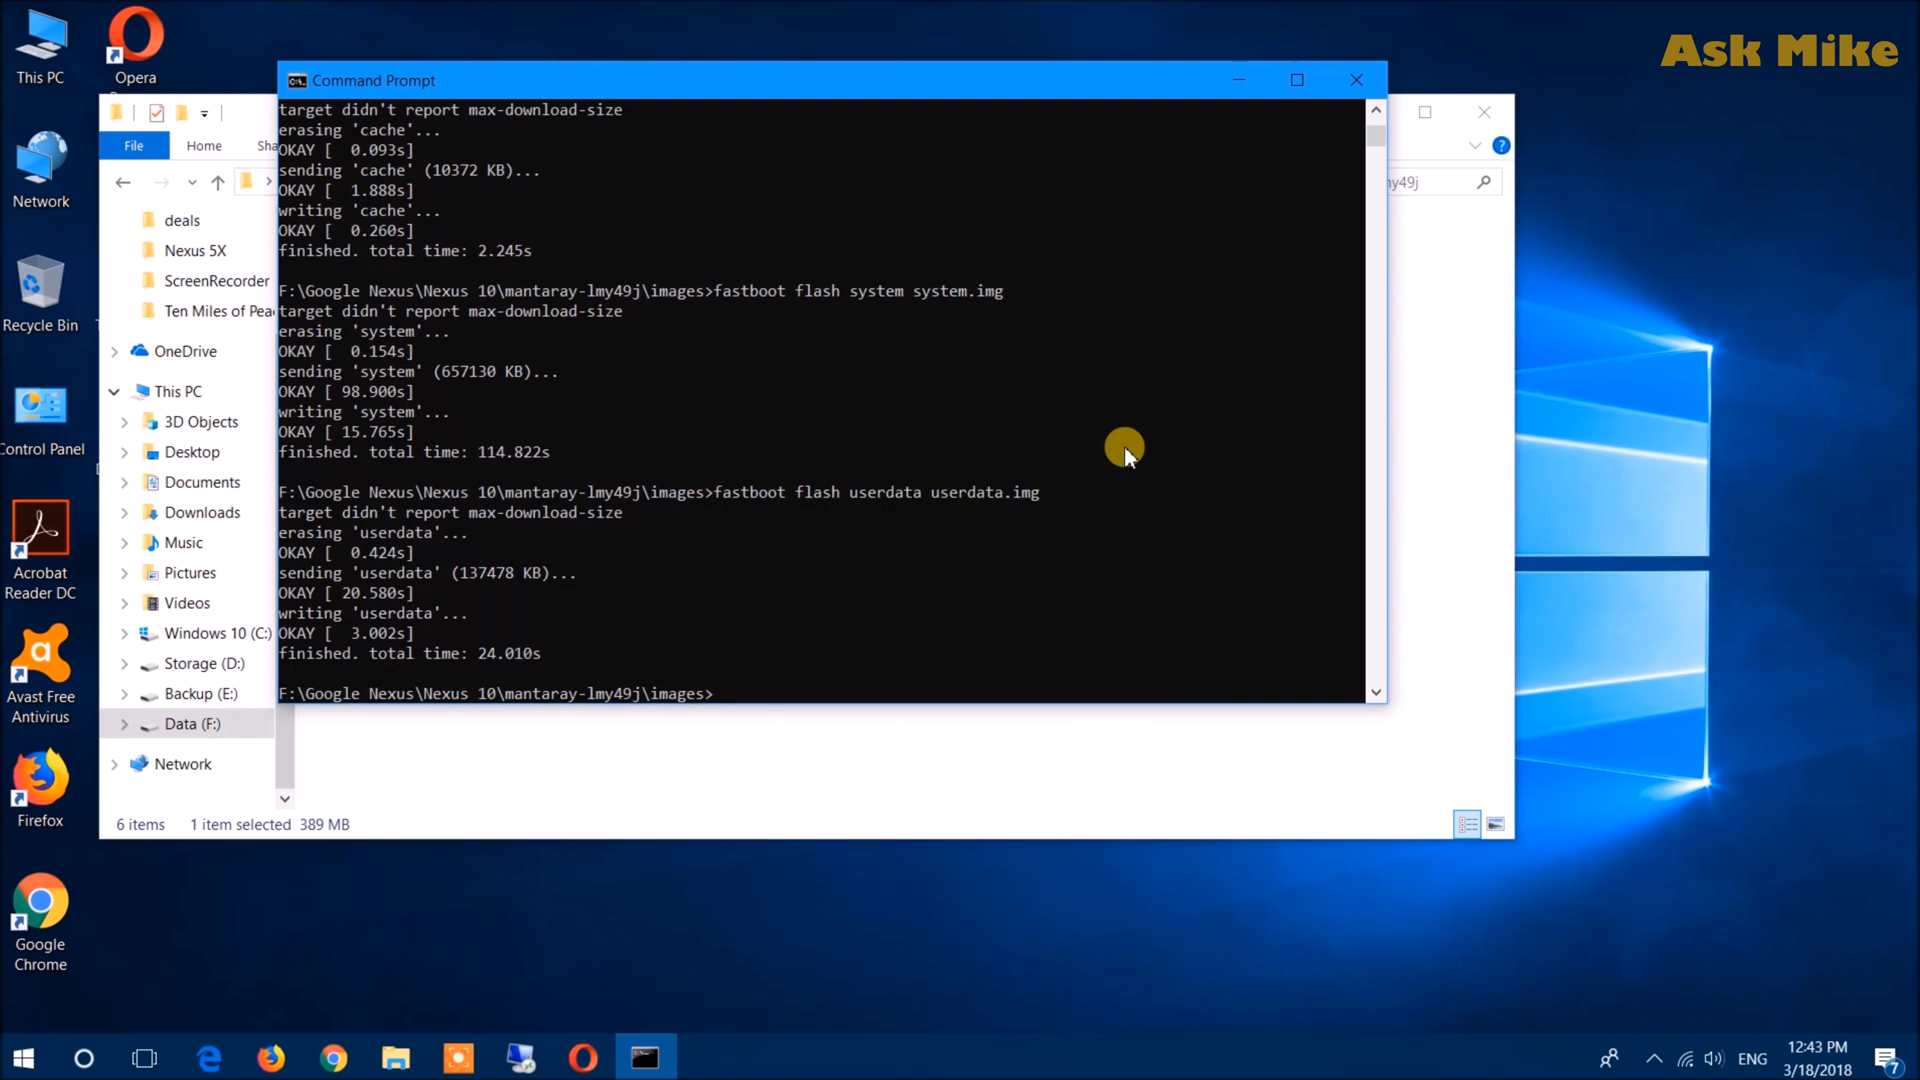 Ask Mike
This PC
Opera
Network
Recycle Bin
Control Panel
Acrobat
Reader DC
Avast Free
Antivirus
Firefox
Google
Chrome
File
Home
Sha
my49j
deals
Nexus 5X
ScreenRecorder
Ten Miles of Pea
OneDrive
This PC
3D Objects
Desktop
Documents
Downloads
Music
Pictures
Videos
Windows 10 (C:)
Storage (D:)
Backup (E:)
Data (F:)
Network
6 items
1 item selected 389 MB
Command Prompt
target didn't report max-download-size
erasing 'cache'...
OKAY [  0.093s]
sending 'cache' (10372 KB)...
OKAY [  1.888s]
writing 'cache'...
OKAY [  0.260s]
finished. total time: 2.245s
F:\Google Nexus\Nexus 10\mantaray-lmy49j\images>fastboot flash system system.img
target didn't report max-download-size
erasing 'system'...
OKAY [  0.154s]
sending 'system' (657130 KB)...
OKAY [ 98.900s]
writing 'system'...
OKAY [ 15.765s]
finished. total time: 114.822s
F:\Google Nexus\Nexus 10\mantaray-lmy49j\images>fastboot flash userdata userdata.img
target didn't report max-download-size
erasing 'userdata'...
OKAY [  0.424s]
sending 'userdata' (137478 KB)...
OKAY [ 20.580s]
writing 'userdata'...
OKAY [  3.002s]
finished. total time: 24.010s
F:\Google Nexus\Nexus 10\mantaray-lmy49j\images>
ENG
12:43 PM
3/18/2018
7